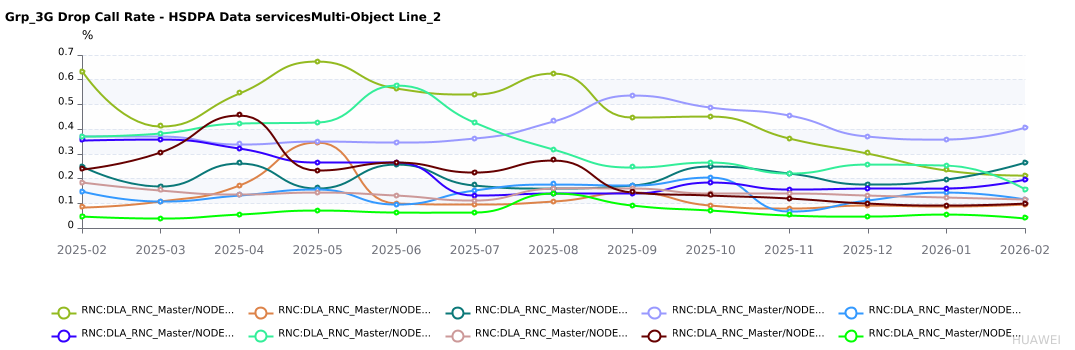 Grp_3G Drop Call Rate - HSDPA Data servicesMulti-Object Line_2
%
0.7
0.6
0.5
0.4
0.3
0.2
0.1
0
2025-02 2025-03 2025-04 2025-05 2025-06 2025-07 2025-08 2025-09 2025-10 2025-11 2025-12 2026-01 2026-02
RNC:DLA_RNC_Master/NODE... RNC:DLA_RNC_Master/NODE... RNC:DLA_RNC_Master/NODE... RNC:DLA_RNC_Master/NODE... RNC:DLA_RNC_Master/NODE...
RNC:DLA_RNC_Master/NODE... RNC:DLA_RNC_Master/NODE... RNC:DLA_RNC_Master/NODE... RNC:DLA_RNC_Master/NODE... RNC:DLA_RNC_Master/NODE...
HUAWEI